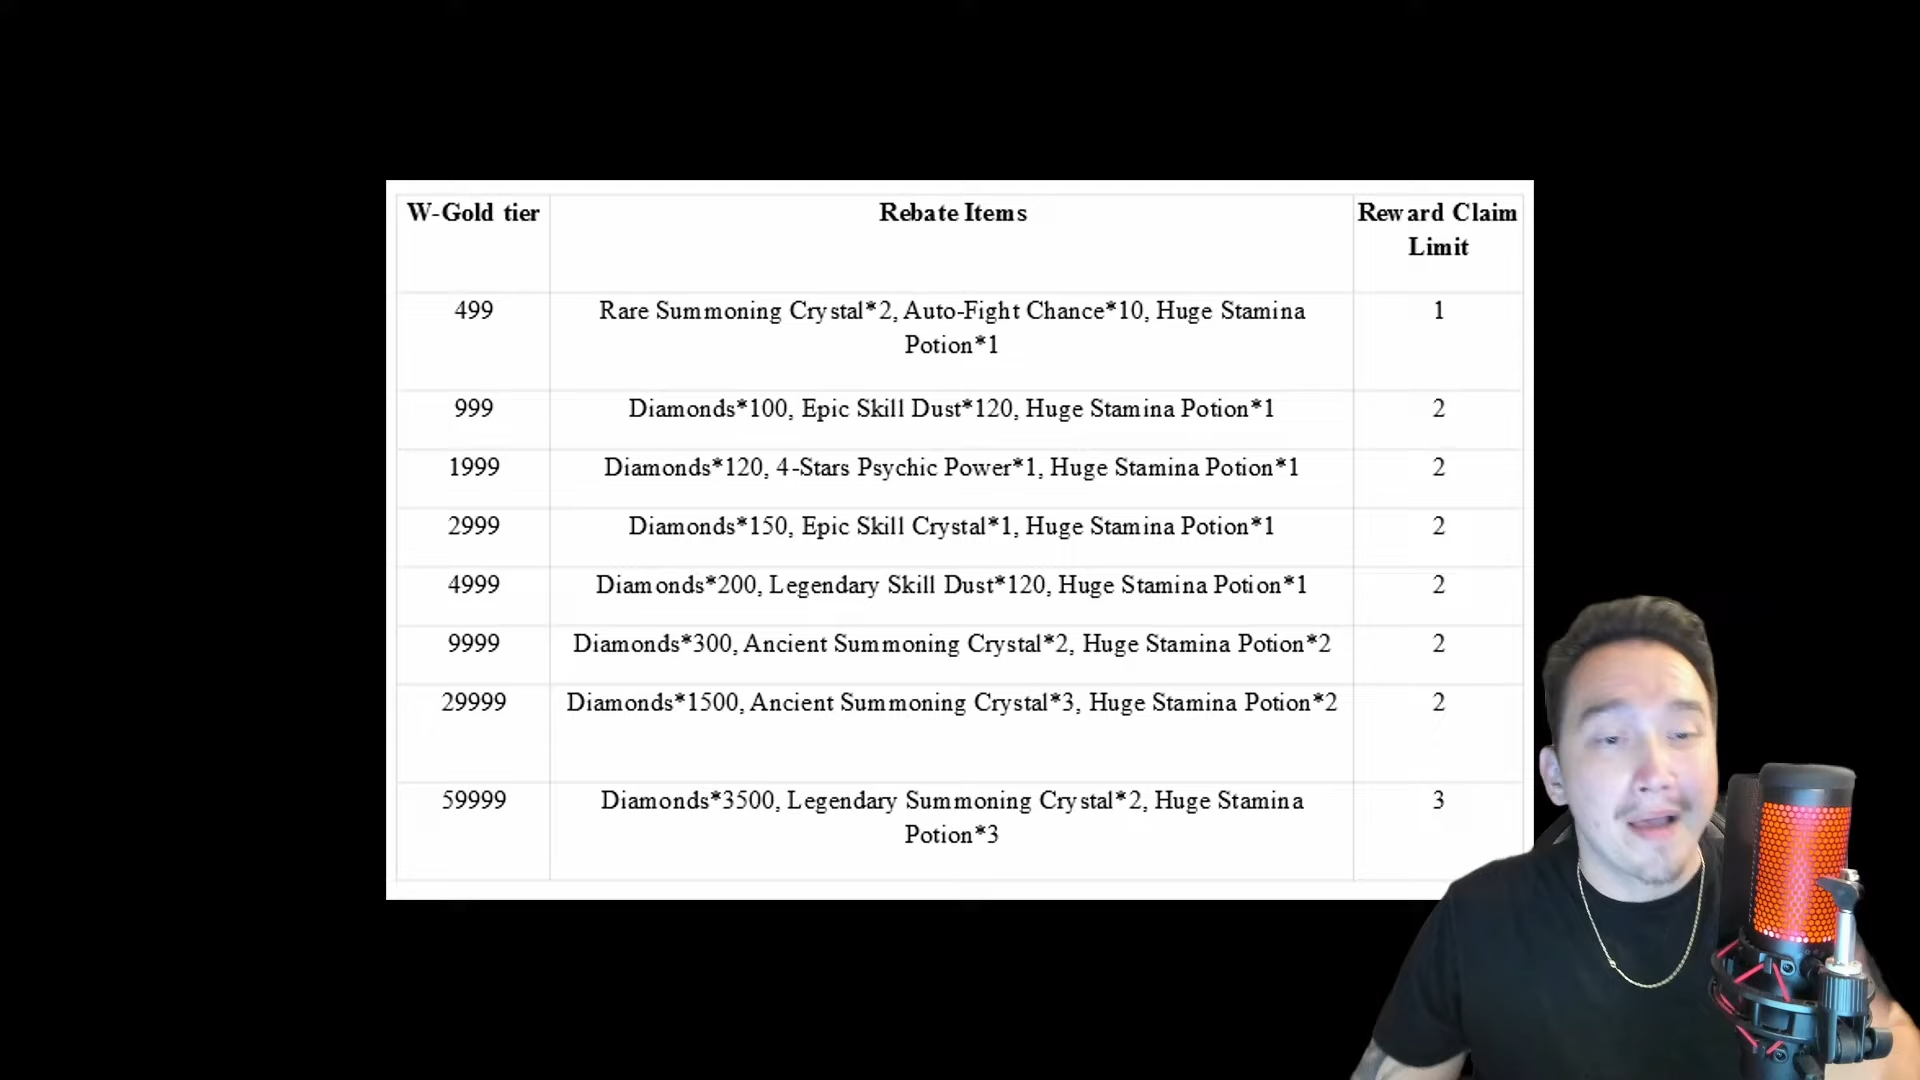 W-Gold tier Rebate Items Reward Claim
Limit
499 Rare Summoning Crystal*2, Auto-Fight Chance*10, Huge Stamina 1
Potion*1
999 Diamonds*100, Epic Skill Dust*120, Huge Stamina Potion*1 2
1999 Diamonds*120, 4-Stars Psychic Power*1, Huge Stamina Potion*1 2
2999 Diamonds*150, Epic Skill Crystal*1, Huge Stamina Potion*1 2
4999 Diamonds*200, Legendary Skill Dust*120, Huge Stamina Potion*1 2
9999 Diamonds*300, Ancient Summoning Crystal*2, Huge Stamina Potion*2 2
29999 Diamonds*1500, Ancient Summoning Crystal*3, Huge Stamina Potion*2 2
59999 Diamonds*3500, Legendary Summoning Crystal*2, Huge Stamina 3
Potion*3